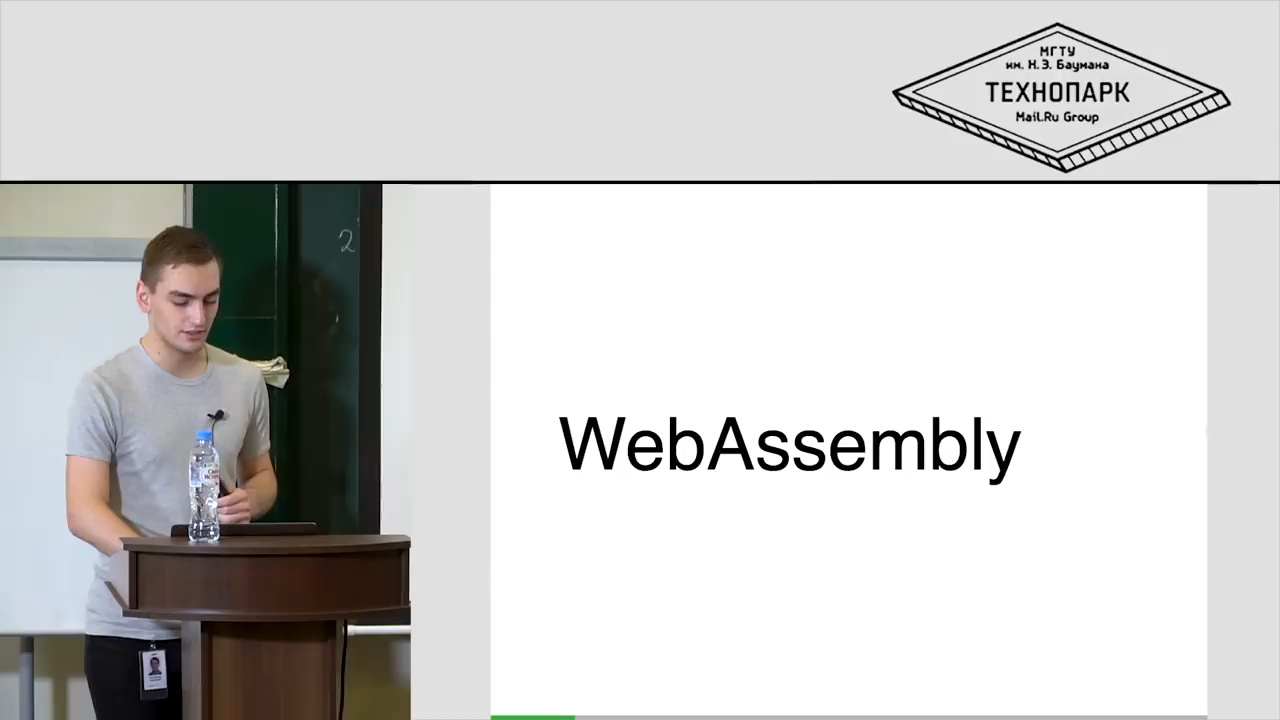 МГТУ
им. Н.Э. Баумана
ТЕХНОПАРК
Mail.Ru Group
2
WebAssembly